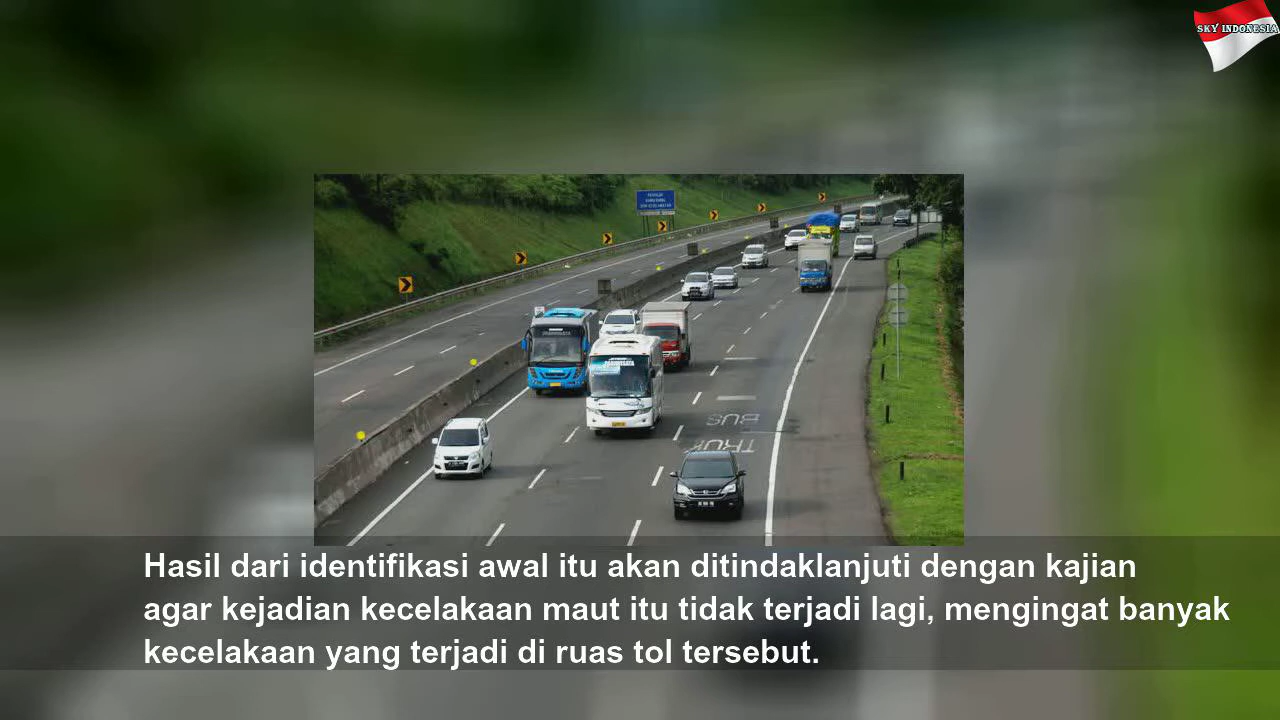 SKY INDONESIA
PARIWISATA
BUS
TRUK
Hasil dari identifikasi awal itu akan ditindaklanjuti dengan kajian
agar kejadian kecelakaan maut itu tidak terjadi lagi, mengingat banyak
kecelakaan yang terjadi di ruas tol tersebut.